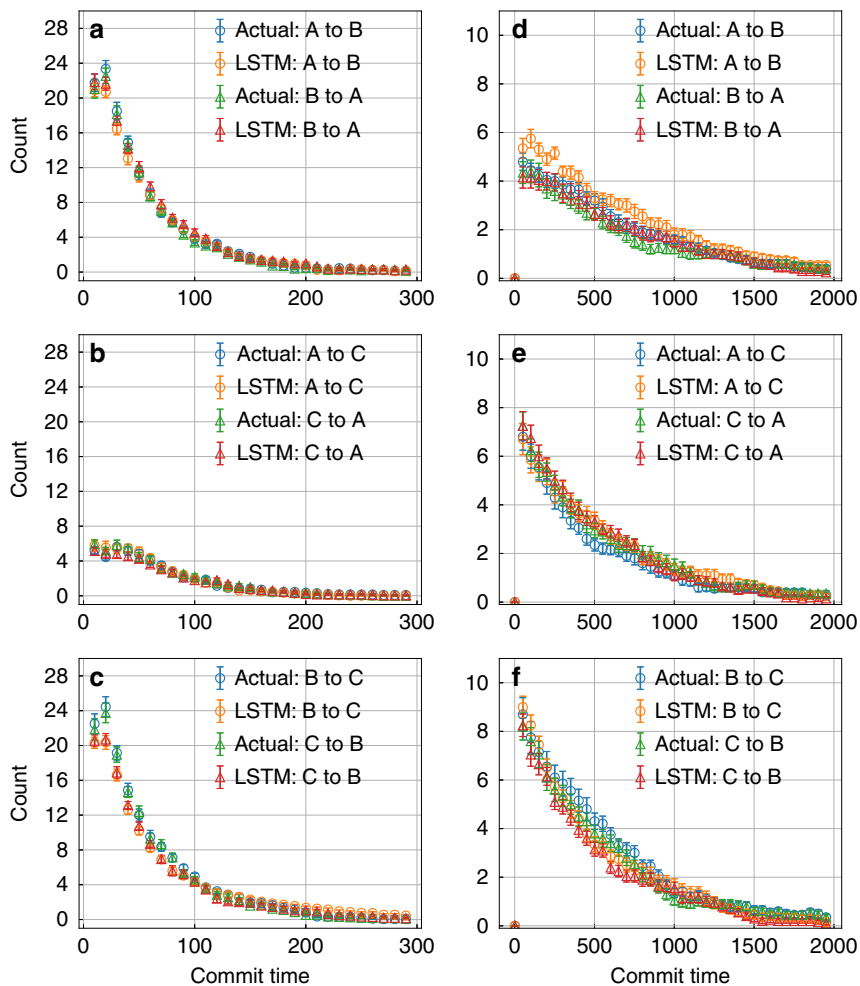 a
Actual: A to B
LSTM: A to B
Actual: B to A
LSTM: B to A
Count
28
24
20
16
12
8
4
0
0 100 200 300
d
Actual: A to B
LSTM: A to B
Actual: B to A
LSTM: B to A
10
8
6
4
2
0
0 500 1000 1500 2000
b
Actual: A to C
LSTM: A to C
Actual: C to A
LSTM: C to A
Count
28
24
20
16
12
8
4
0
0 100 200 300
e
Actual: A to C
LSTM: A to C
Actual: C to A
LSTM: C to A
10
8
6
4
2
0
0 500 1000 1500 2000
c
Actual: B to C
LSTM: B to C
Actual: C to B
LSTM: C to B
Count
28
24
20
16
12
8
4
0
0 100 200 300
Commit time
f
Actual: B to C
LSTM: B to C
Actual: C to B
LSTM: C to B
10
8
6
4
2
0
0 500 1000 1500 2000
Commit time